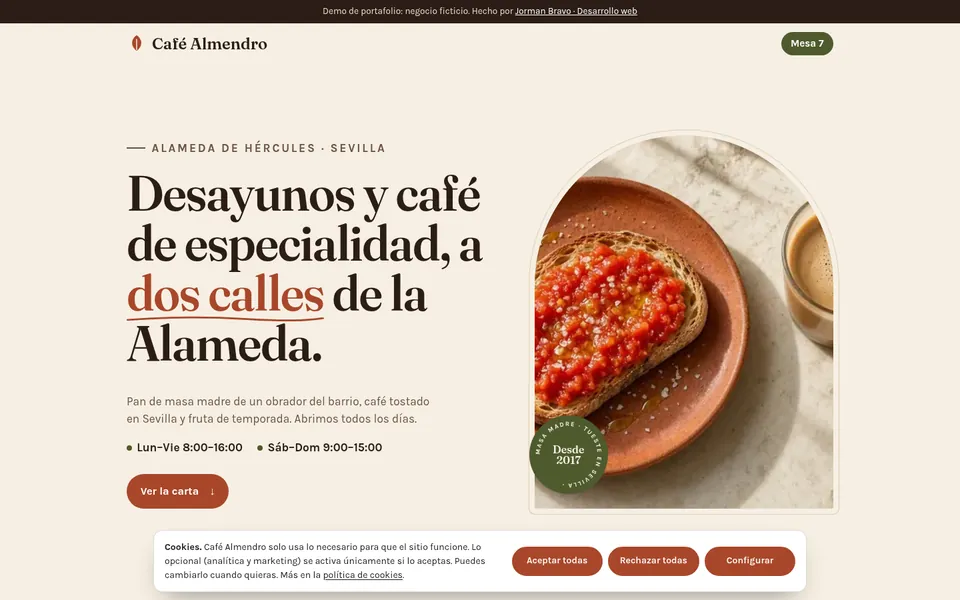 Demo de portafolio: negocio ficticio. Hecho por Jorman Bravo · Desarrollo web
Café Almendro
Mesa 7
ALAMEDA DE HÉRCULES · SEVILLA
Desayunos y café
de especialidad, a
dos calles de la
Alameda.
Pan de masa madre de un obrador del barrio, café tostado
en Sevilla y fruta de temporada. Abrimos todos los días.
Lun–Vie 8:00–16:00
Sáb–Dom 9:00–15:00
Ver la carta ↓
MASA MADRE · TUESTE EN SEVILLA ·
Desde
2017
Cookies. Café Almendro solo usa lo necesario para que el sitio funcione. Lo
opcional (analítica y marketing) se activa únicamente si lo aceptas. Puedes
cambiarlo cuando quieras. Más en la política de cookies.
Aceptar todas
Rechazar todas
Configurar